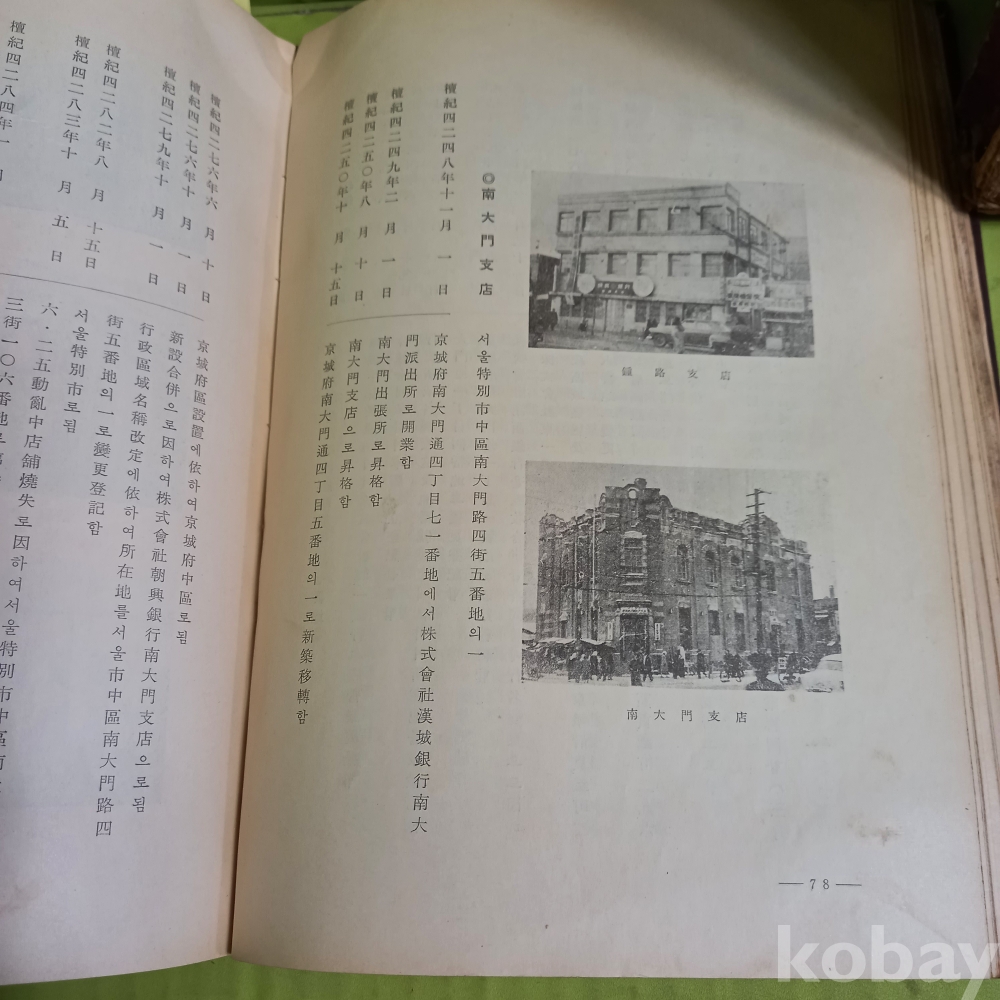 鍾路支店
南大門支店
◎南大門支店
서울特別市中區南大門路四街五番地의一
檀紀四二四八年十一月 一 日
京城府南大門通四丁目七一番地에서株式會社漢城銀行南大
門派出所로開業함
檀紀四二四九年二 月 一 日
南大門出張所로昇格함
檀紀四二五〇年八 月 十 日
南大門支店으로昇格함
檀紀四二五〇年十 月 十五日
京城府南大門通四丁目五番地의一로新築移轉함
—78—
檀紀四二七六年六 月 十 日
京城府區設置에依하여京城府中區로됨
檀紀四二七六年十 月 一 日
新設合倂으로因하여株式會社朝興銀行南大門支店으로됨
檀紀四二七九年十 月 一 日
行政區域名稱改定에依하여所在地를서울市中區南大門路四
街五番地의一로變更登記함
檀紀四二八二年八 月 十五日
서울特別市로됨
檀紀四二八三年十 月 五 日
六・二五動亂中店舖燒失로因하여서울特別市中區南大
檀紀四二八四年一
三街一〇六番地
kobay